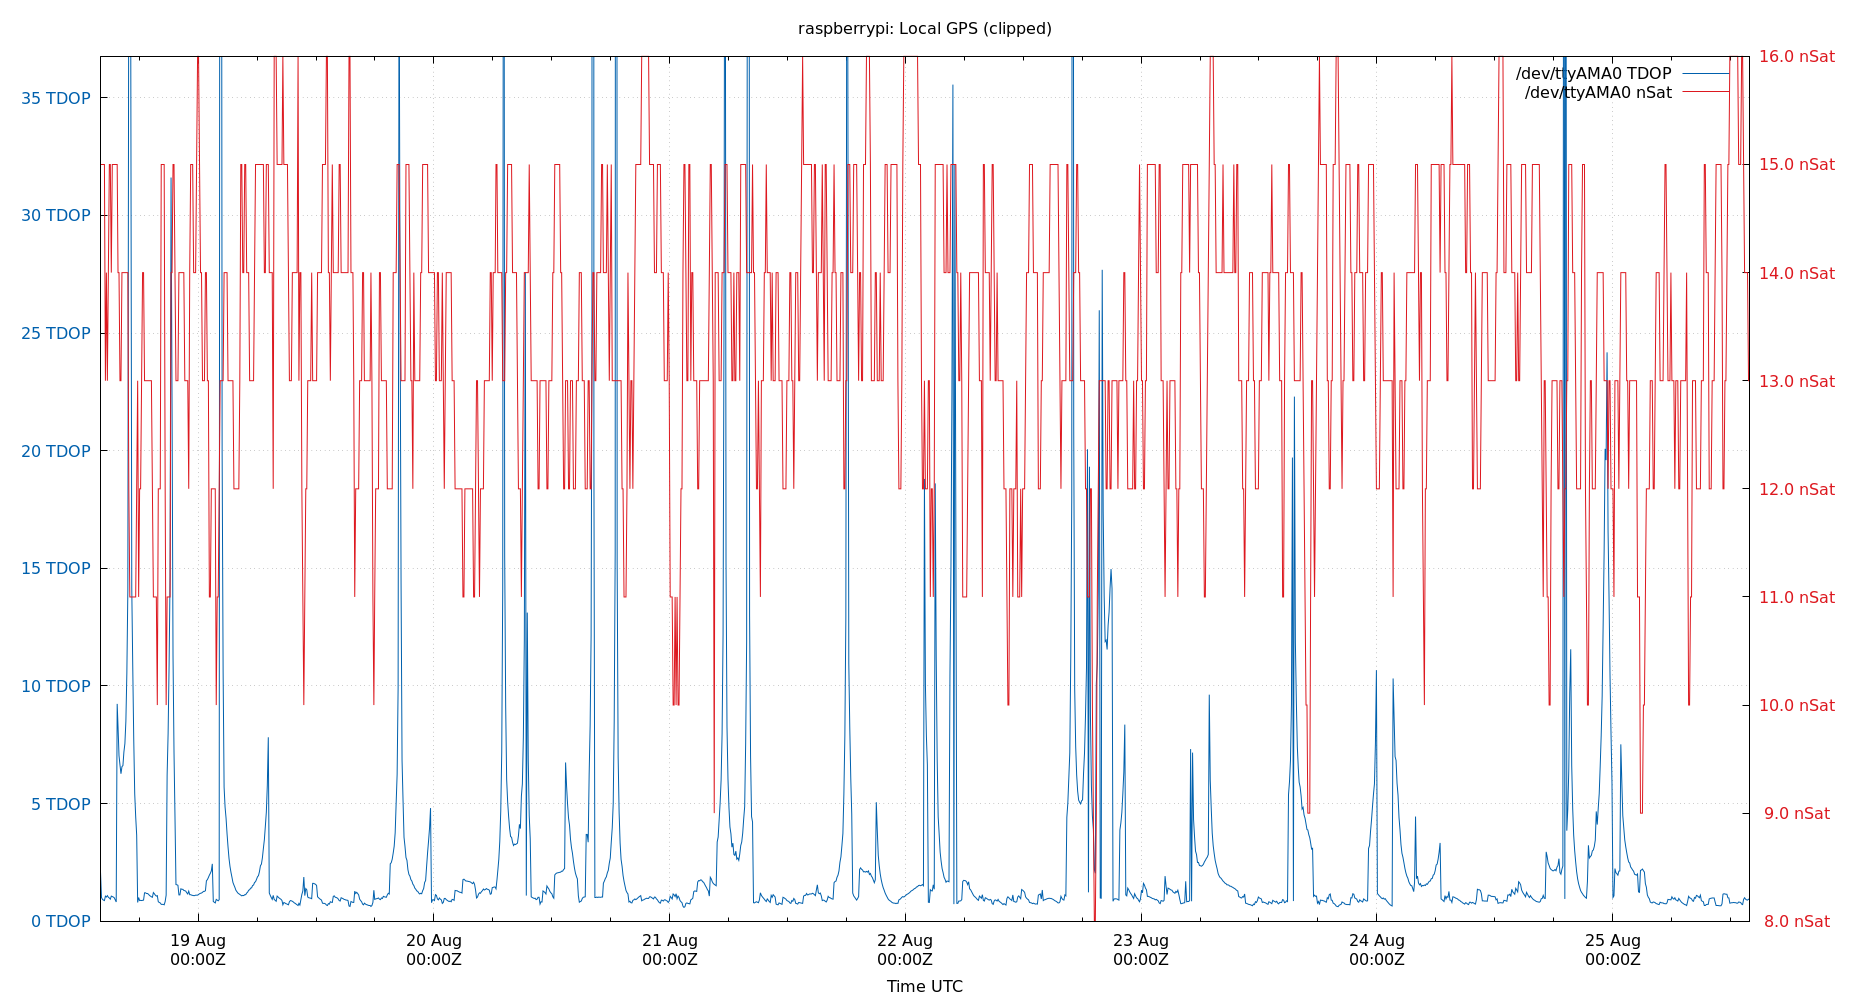 raspberrypi: Local GPS (clipped)
16.0 nSat
/dev/ttyAMA0 TDOP
/dev/ttyAMA0 nSat
35 TDOP
15.0 nSat
30 TDOP
14.0 nSat
25 TDOP
13.0 nSat
20 TDOP
12.0 nSat
15 TDOP
11.0 nSat
10 TDOP
10.0 nSat
5 TDOP
9.0 nSat
0 TDOP
8.0 nSat
19 Aug 20 Aug 21 Aug 22 Aug 23 Aug 24 Aug 25 Aug
00:00Z 00:00Z 00:00Z 00:00Z 00:00Z 00:00Z 00:00Z
Time UTC